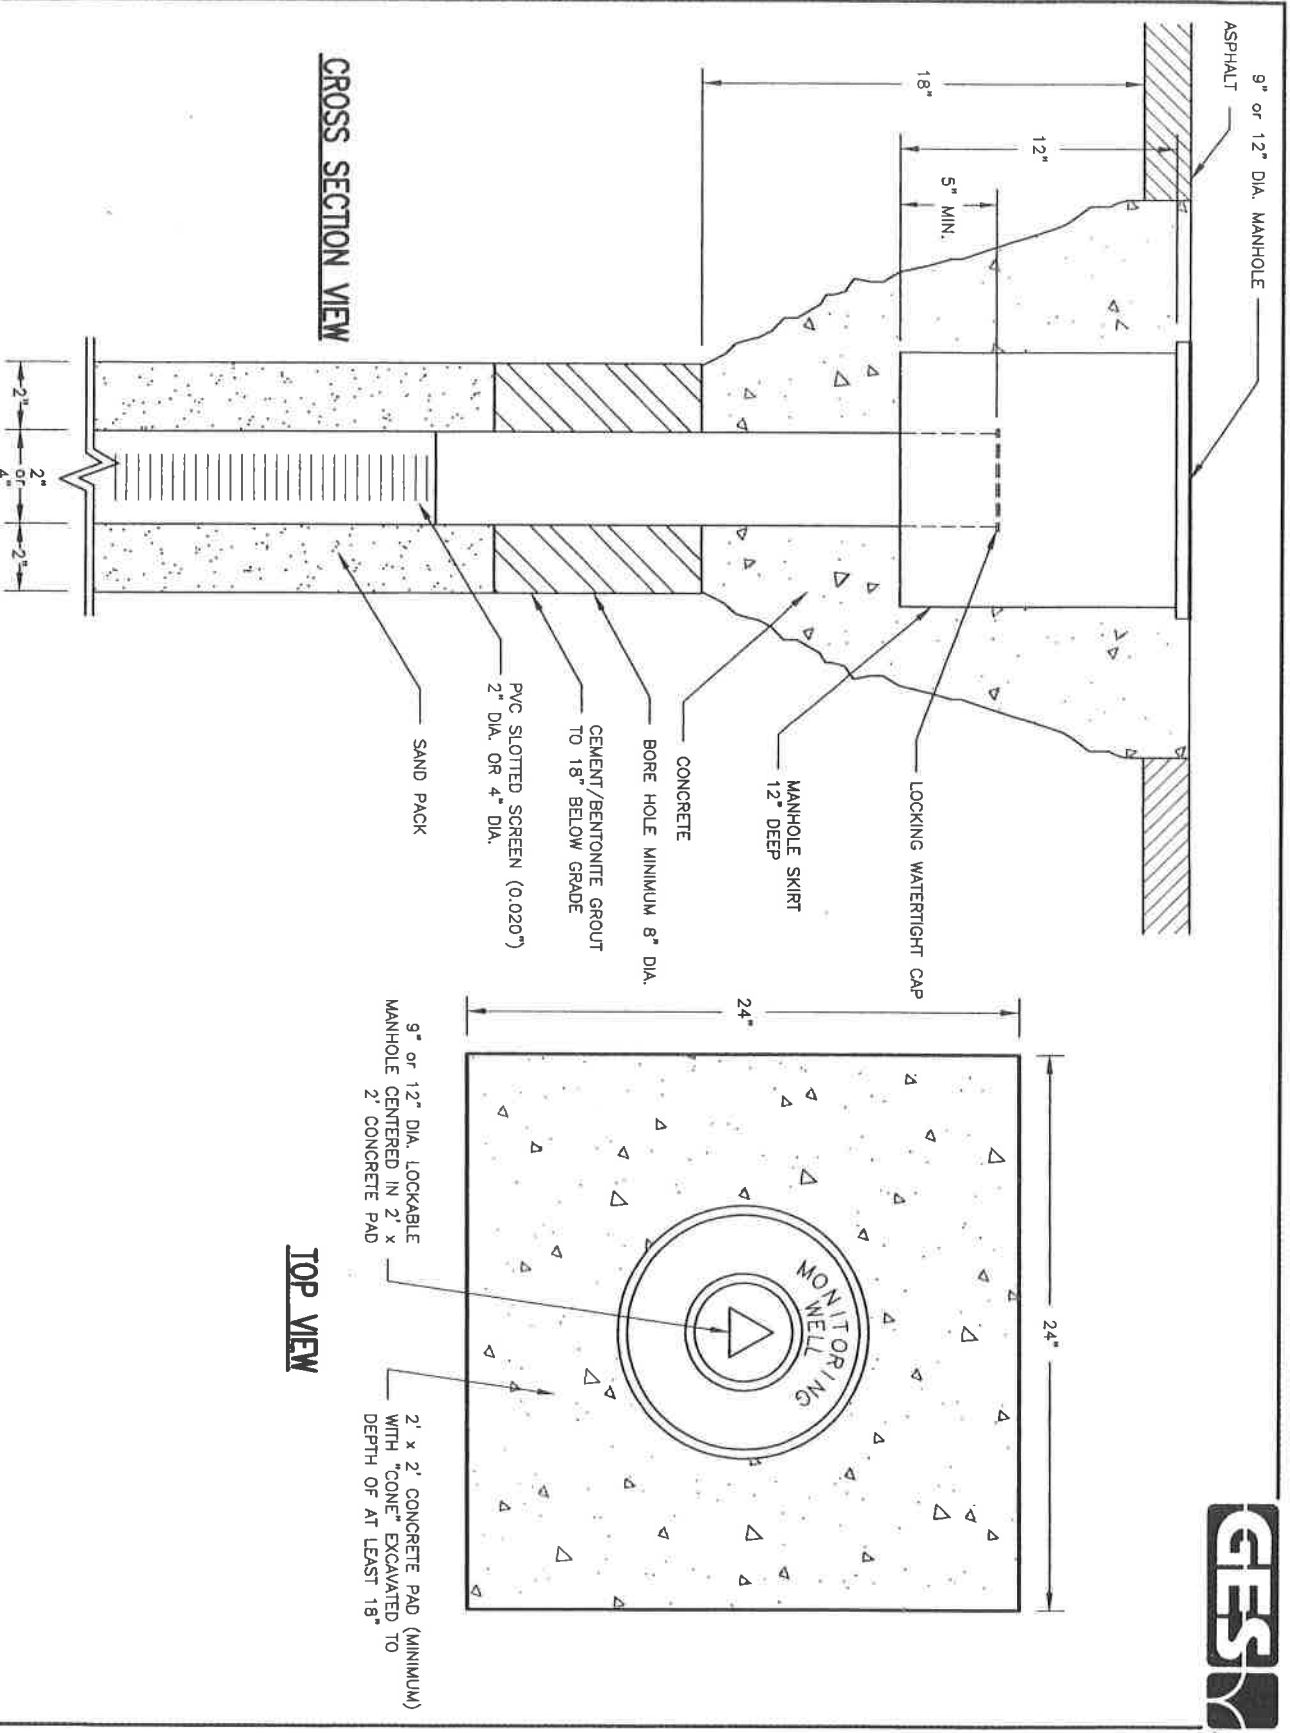 GES
9" or 12" DIA. MANHOLE
ASPHALT
18"
12"
5" MIN.
LOCKING WATERTIGHT CAP
MANHOLE SKIRT
12" DEEP
CONCRETE
BORE HOLE MINIMUM 8" DIA.
CEMENT/BENTONITE GROUT
TO 18" BELOW GRADE
PVC SLOTTED SCREEN (0.020")
2" DIA. OR 4" DIA.
SAND PACK
2"
2"
or
4"
2"
CROSS SECTION VIEW
24"
24"
MONITORING
WELL
9" or 12" DIA. LOCKABLE
MANHOLE CENTERED IN 2' x
2' CONCRETE PAD
2' x 2' CONCRETE PAD (MINIMUM)
WITH "CONE" EXCAVATED TO
DEPTH OF AT LEAST 18"
TOP VIEW